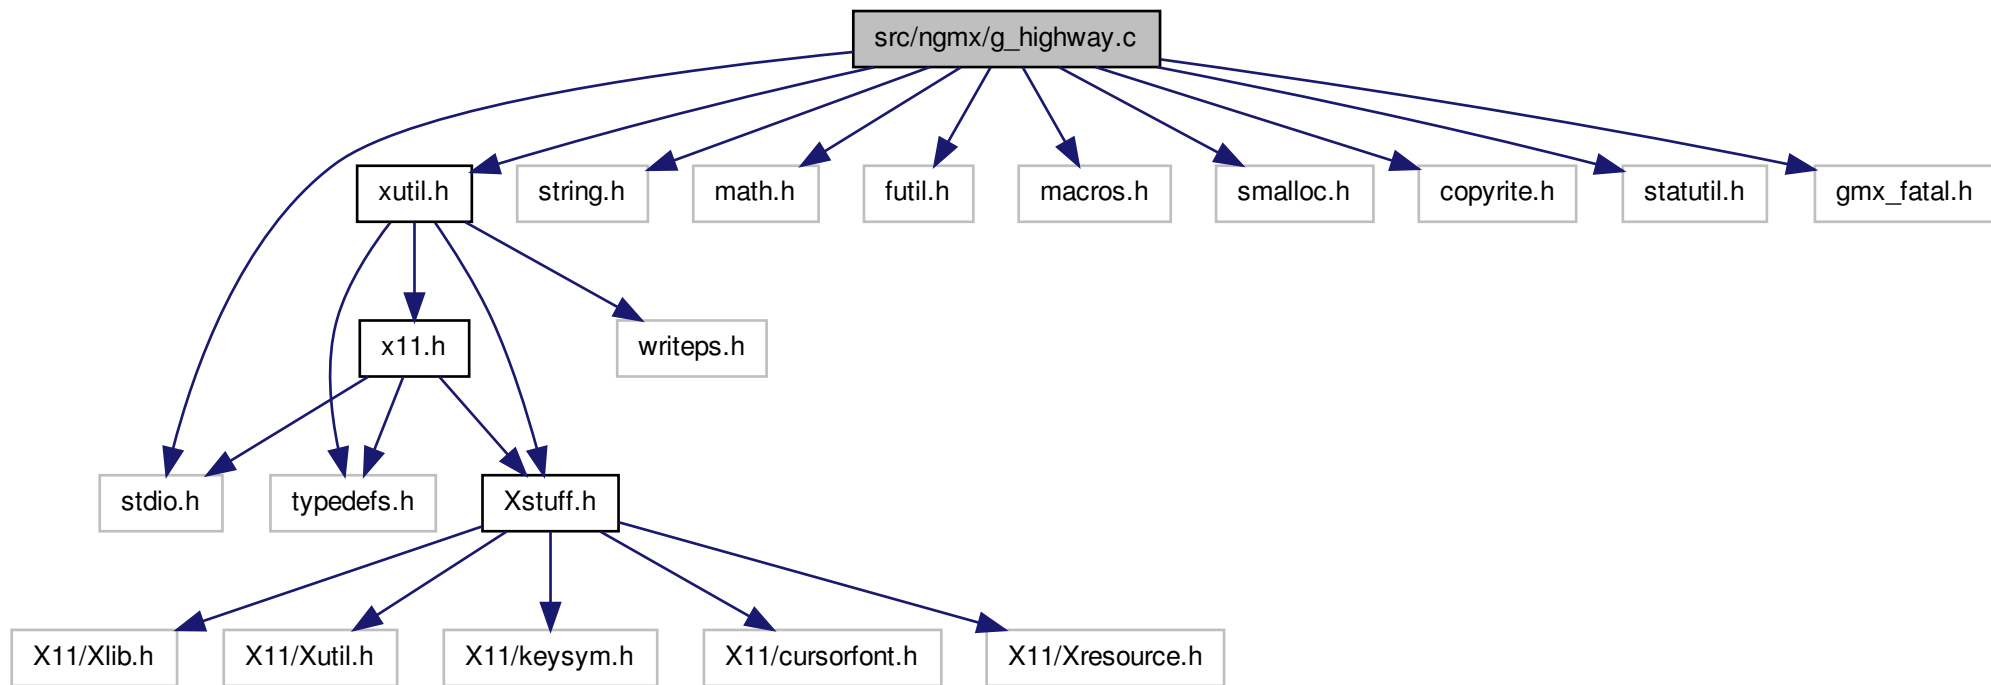 src/ngmx/g_highway.c
xutil.h
string.h
math.h
futil.h
macros.h
smalloc.h
copyrite.h
statutil.h
gmx_fatal.h
x11.h
writeps.h
stdio.h
typedefs.h
Xstuff.h
X11/Xlib.h
X11/Xutil.h
X11/keysym.h
X11/cursorfont.h
X11/Xresource.h